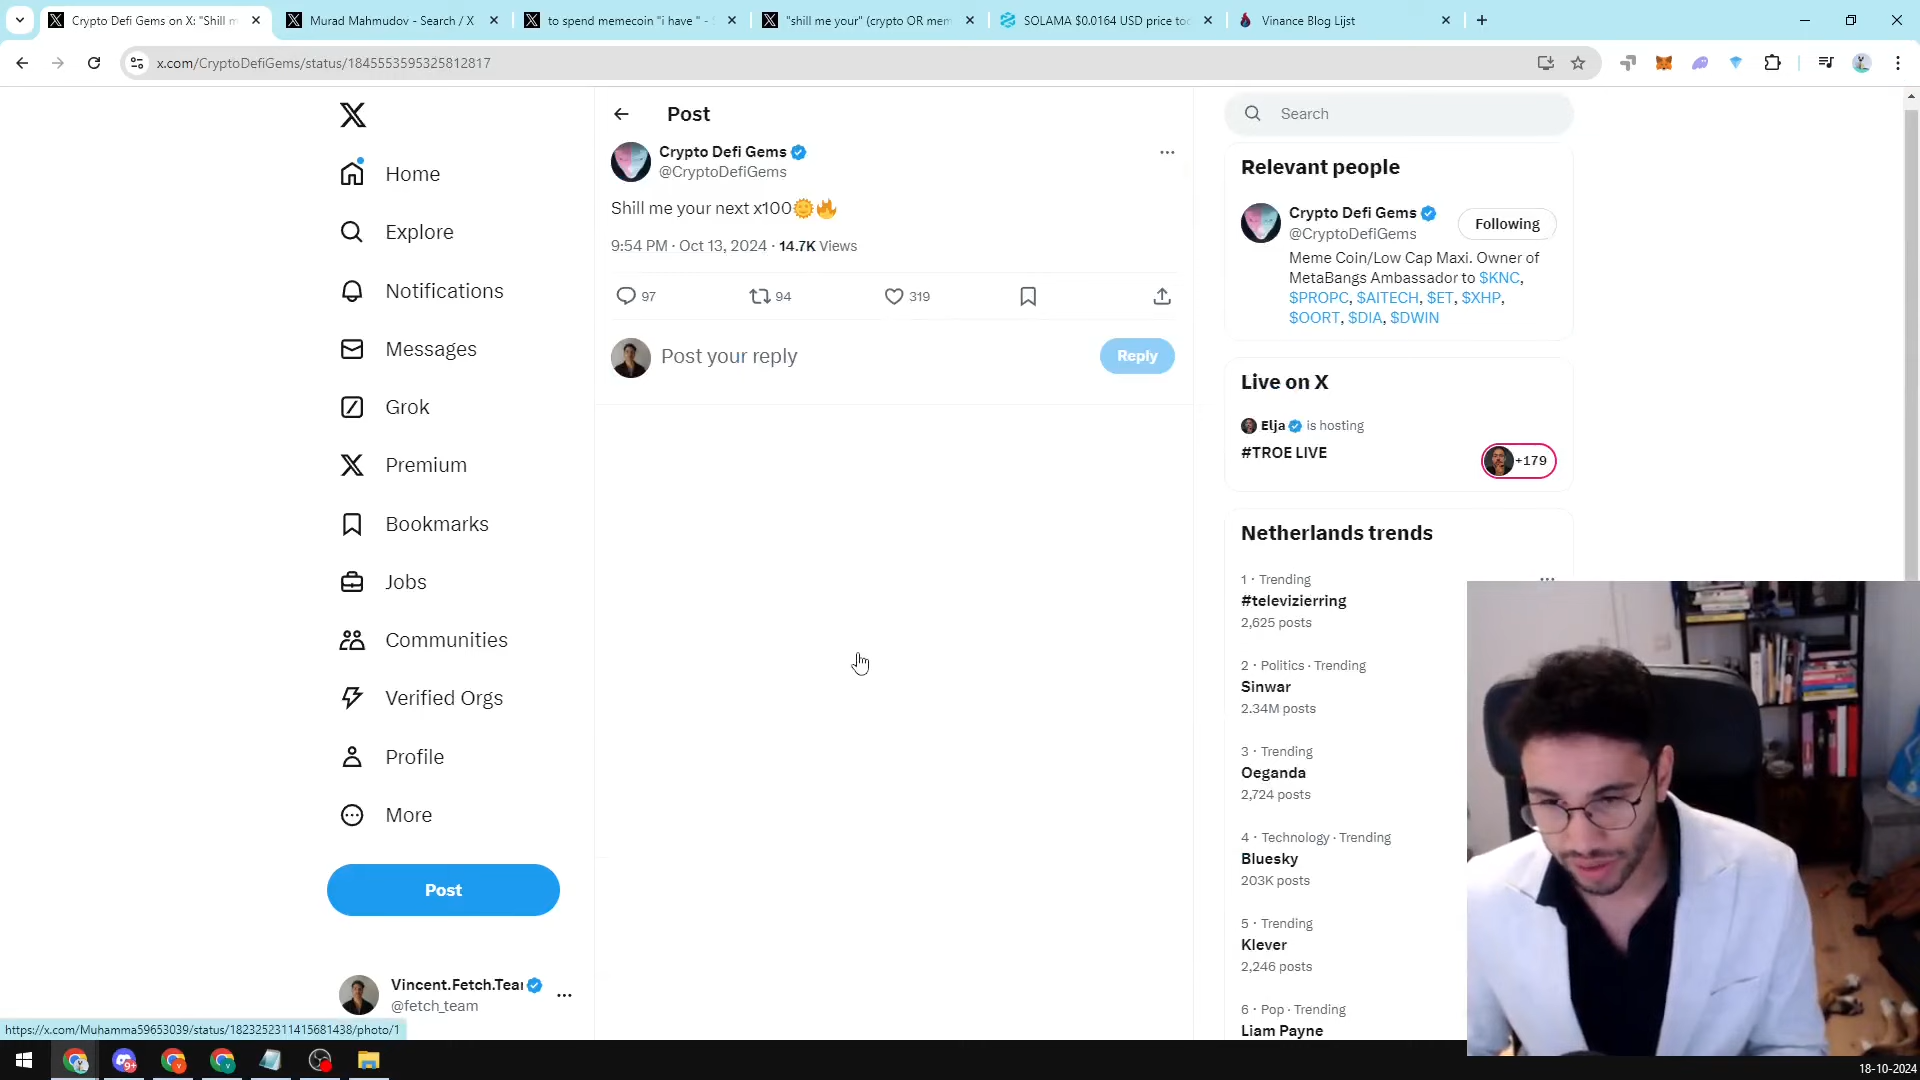 Crypto Defi Gems on X: "Shill m
Murad Mahmudov - Search / X
to spend memecoin "i have " -
"shill me your" (crypto OR mem
SOLAMA $0.0164 USD price to
Vinance Blog Lijst
x.com/CryptoDefiGems/status/1845553595325812817
Home
Explore
Notifications
Messages
Grok
Premium
Bookmarks
Jobs
Communities
Verified Orgs
Profile
More
Post
Vincent.Fetch.Tea
@fetch_team
https://x.com/Muhamma59653039/status/1823252311415681438/photo/1
Post
Crypto Defi Gems
@CryptoDefiGems
Shill me your next x100🌞🔥
9:54 PM · Oct 13, 2024 · 14.7K Views
97
94
319
Post your reply
Reply
Search
Relevant people
Crypto Defi Gems
@CryptoDefiGems
Following
Meme Coin/Low Cap Maxi. Owner of
MetaBangs Ambassador to $KNC,
$PROPC, $AITECH, $ET, $XHP,
$OORT, $DIA, $DWIN
Live on X
Elja is hosting
#TROE LIVE
+179
Netherlands trends
1 · Trending
#televizierring
2,625 posts
2 · Politics · Trending
Sinwar
2.34M posts
3 · Trending
Oeganda
2,724 posts
4 · Technology · Trending
Bluesky
203K posts
5 · Trending
Klever
2,246 posts
6 · Pop · Trending
Liam Payne
18-10-2024